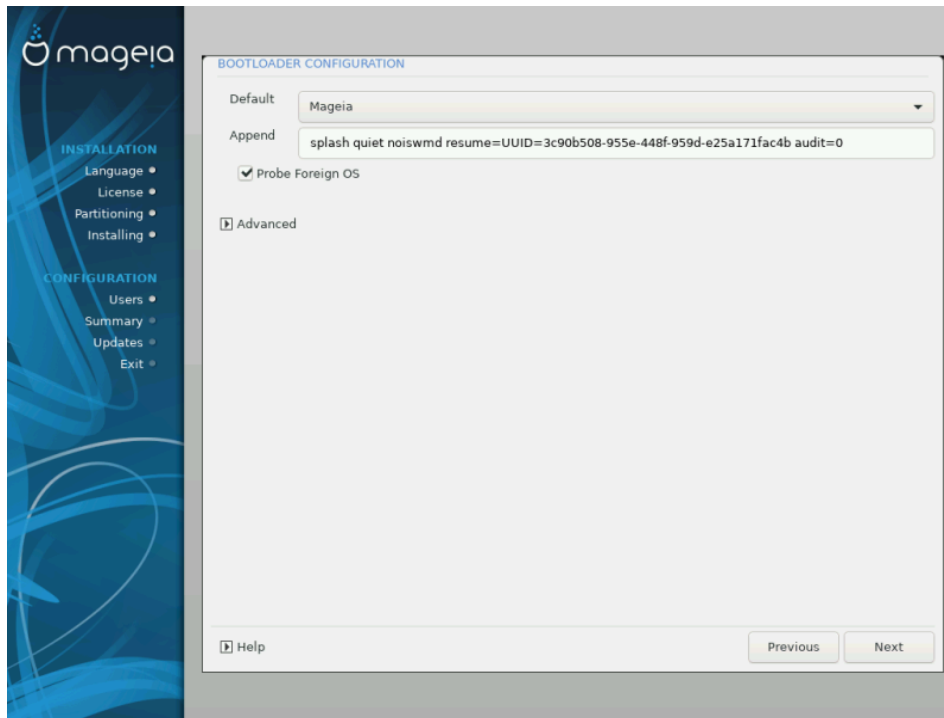 mageia
INSTALLATION
Language
License
Partitioning
Installing
CONFIGURATION
Users
Summary
Updates
Exit
BOOTLOADER CONFIGURATION
Default
Mageia
Append
splash quiet noiswmd resume=UUID=3c90b508-955e-448f-959d-e25a171fac4b audit=0
Probe Foreign OS
Advanced
Help
Previous
Next